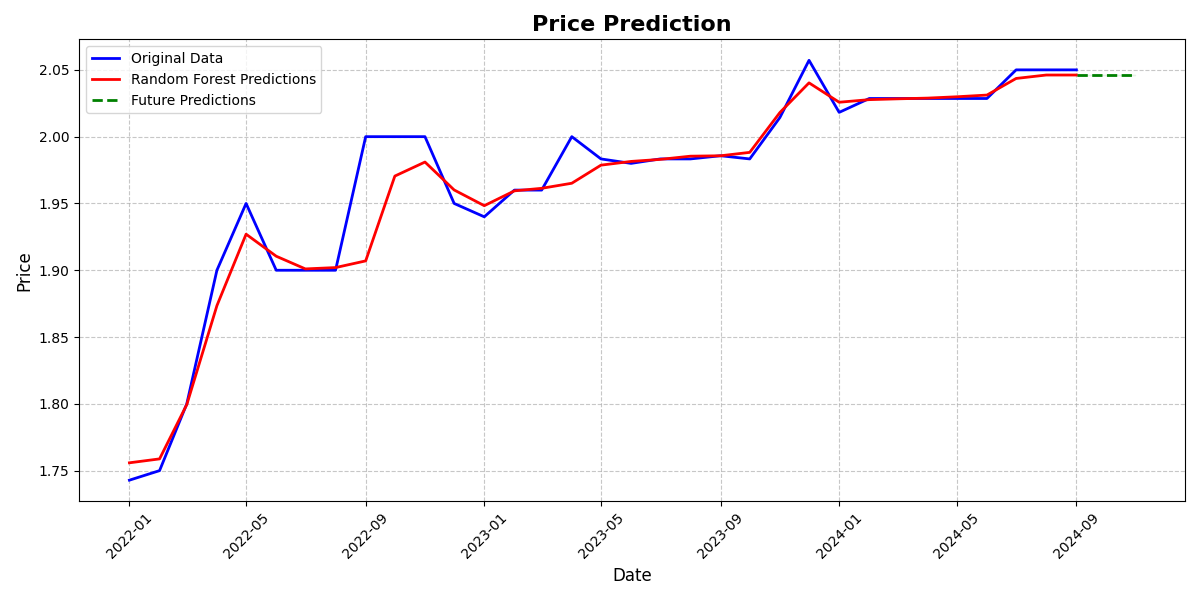 Price Prediction
Original Data
Random Forest Predictions
Future Predictions
Price
2.05
2.00
1.95
1.90
1.85
1.80
1.75
2022-01
2022-05
2022-09
2023-01
2023-05
2023-09
2024-01
2024-05
2024-09
Date